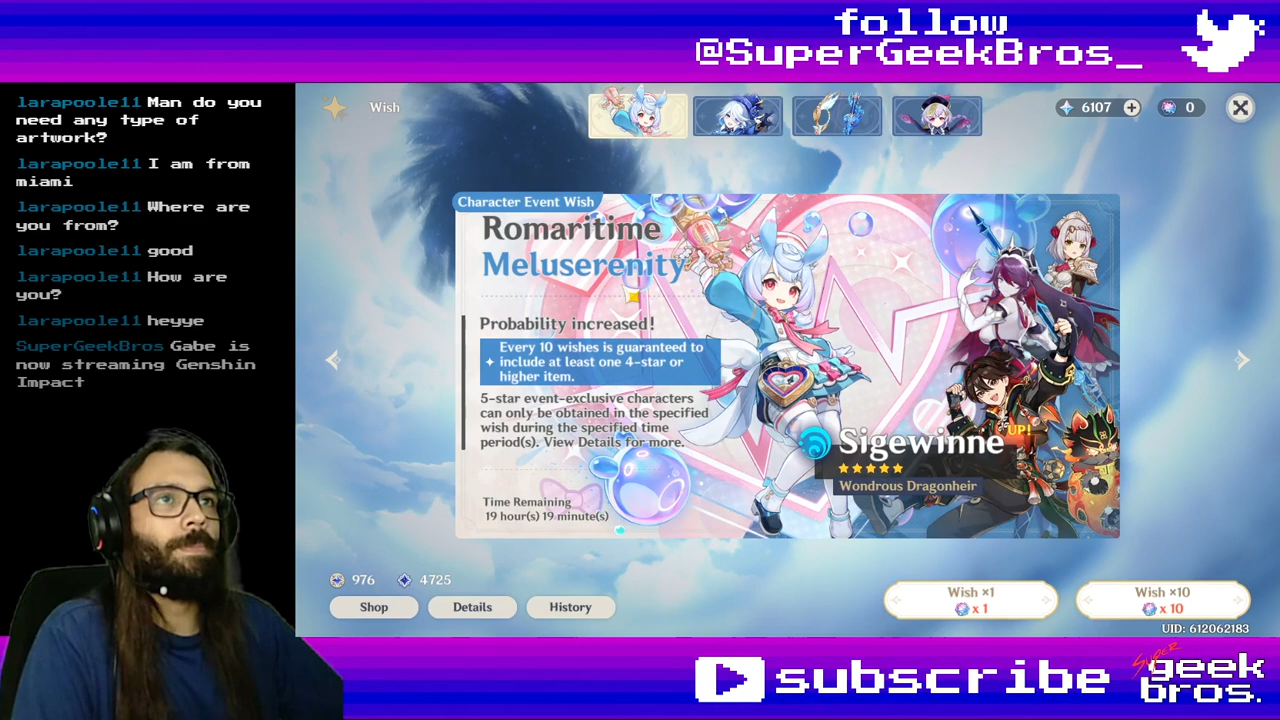 follow
@SuperGeekBros_
larapoole11 Man do you
need any type of
artwork?
larapoole11 I am from
miami
larapoole11 Where are
you from?
larapoole11 good
larapoole11 How are
you?
larapoole11 heyye
SuperGeekBros Gabe is
now streaming Genshin
Impact
Wish
6107
0
Character Event Wish
Romaritime
Meluserenity
Probability increased!
Every 10 wishes is guaranteed to
include at least one 4-star or
higher item.
5-star event-exclusive characters
can only be obtained in the specified
wish during the specified time
period(s). View Details for more.
Time Remaining
19 hour(s) 19 minute(s)
UP!
Sigewinne
Wondrous Dragonheir
976
4725
Shop
Details
History
Wish ×1
x 1
Wish ×10
x 10
UID: 612062183
subscribe
Super
geek
bros.